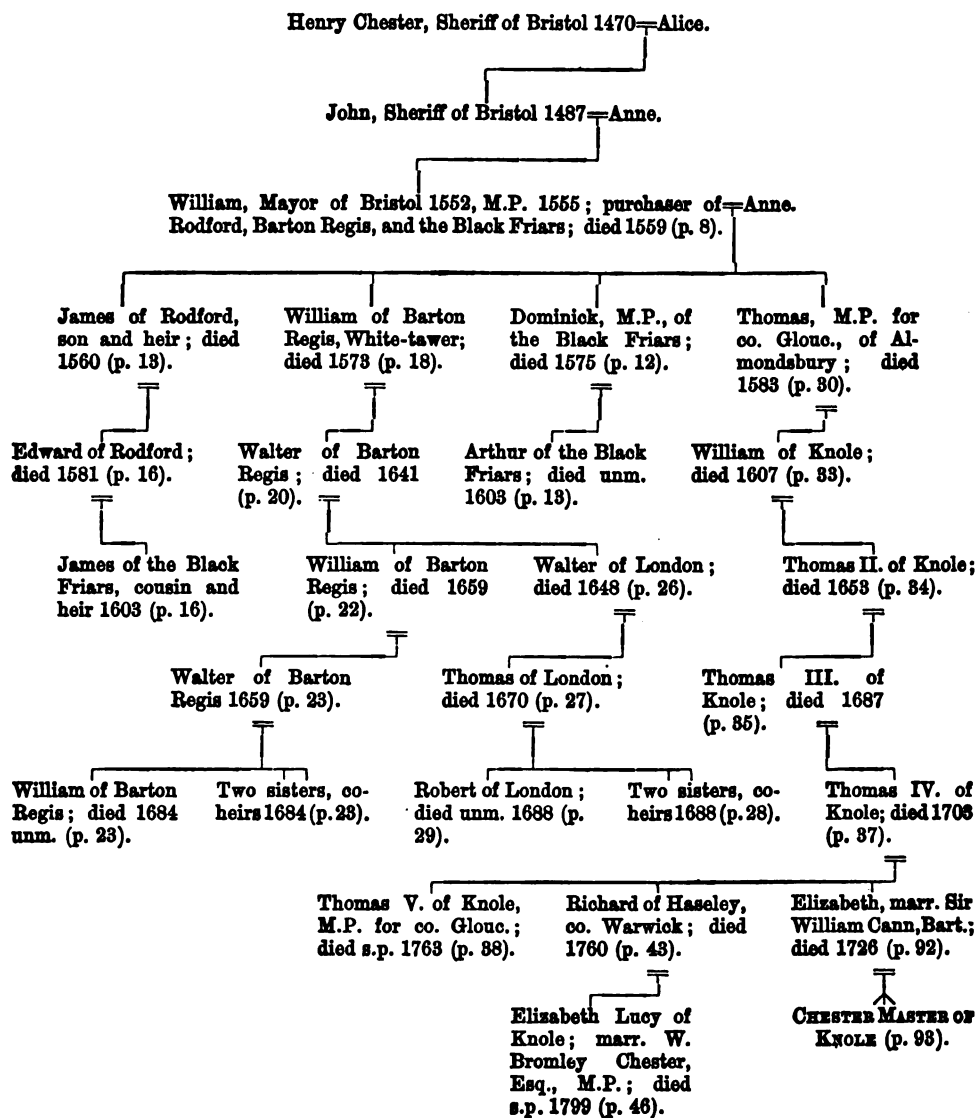 Henry Chester, Sheriff of Bristol 1470=Alice.
John, Sheriff of Bristol 1487=Anne.
William, Mayor of Bristol 1552, M.P. 1555; purchaser of=Anne.
Rodford, Barton Regis, and the Black Friars; died 1559 (p. 8).
James of Rodford,
son and heir; died
1560 (p. 13).
William of Barton
Regis, White-tawer;
died 1573 (p. 18).
Dominick, M.P., of
the Black Friars;
died 1575 (p. 12).
Thomas, M.P. for
co. Glouc., of Al-
mondsbury; died
1583 (p. 30).
Edward of Rodford;
died 1581 (p. 16).
Walter of Barton
Regis; died 1641
(p. 20).
Arthur of the Black
Friars; died unm.
1603 (p. 13).
William of Knole;
died 1607 (p. 33).
James of the Black
Friars, cousin and
heir 1603 (p. 16).
William of Barton
Regis; died 1659
(p. 22).
Walter of London;
died 1648 (p. 26).
Thomas II. of Knole;
died 1653 (p. 34).
Walter of Barton
Regis 1659 (p. 23).
Thomas of London;
died 1670 (p. 27).
Thomas III. of
Knole; died 1687
(p. 35).
William of Barton
Regis; died 1684
unm. (p. 23).
Two sisters, co-
heirs 1684 (p. 23).
Robert of London;
died unm. 1688 (p.
29).
Two sisters, co-
heirs 1688 (p. 28).
Thomas IV. of
Knole; died 1703
(p. 37).
Thomas V. of Knole,
M.P. for co. Glouc.;
died s.p. 1763 (p. 38).
Richard of Haseley,
co. Warwick; died
1760 (p. 43).
Elizabeth, marr. Sir
William Cann, Bart.;
died 1726 (p. 92).
Elizabeth Lucy of
Knole; marr. W.
Bromley Chester,
Esq., M.P.; died
s.p. 1799 (p. 46).
CHESTER MASTER OF
KNOLE (p. 93).